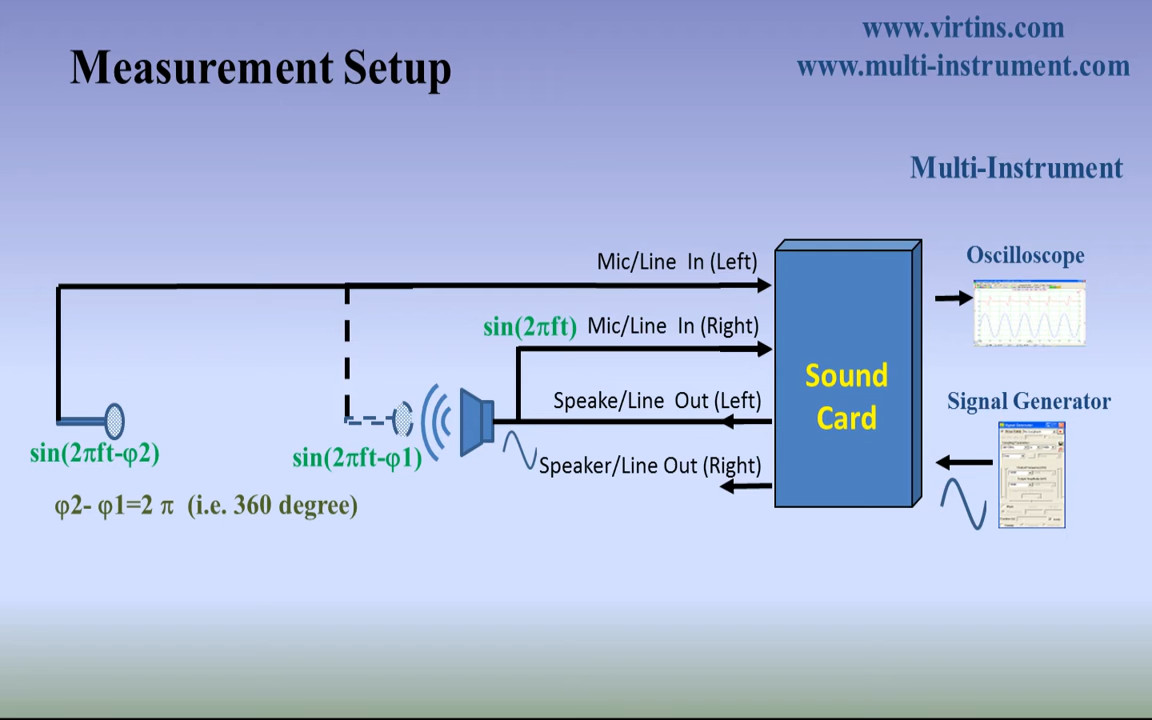 www.virtins.com
Measurement Setup
www.multi-instrument.com
Multi-Instrument
Mic/Line In (Left)
Oscilloscope
sin(2πft) Mic/Line In (Right)
Sound
Card
Speake/Line Out (Left)
Signal Generator
sin(2πft-φ2)
sin(2πft-φ1)
Speaker/Line Out (Right)
φ2- φ1=2 π (i.e. 360 degree)